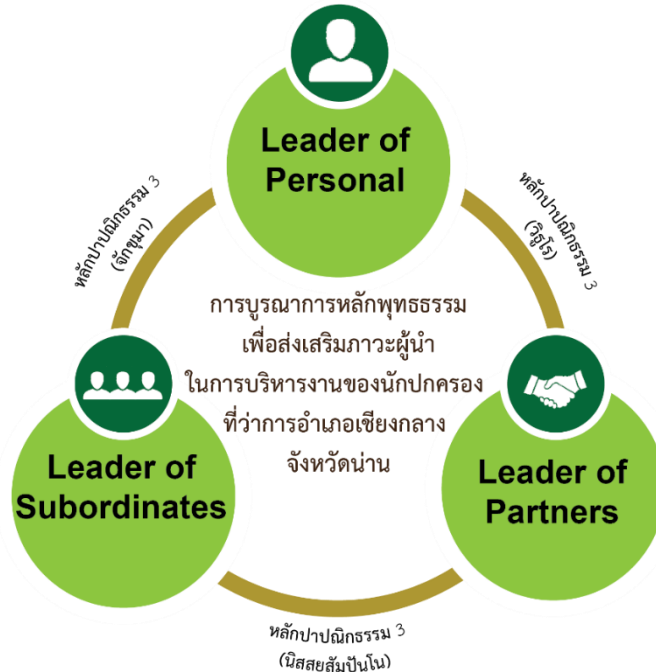 Leader of
Personal
หลักปาปณิกธรรม 3
(จักขุมา)
หลักปาปณิกธรรม 3
(วิธูโร)
การบูรณาการหลักพุทธธรรม
เพื่อส่งเสริมภาวะผู้นำ
ในการบริหารงานของนักปกครอง
ที่ว่าการอำเภอเชียงกลาง
จังหวัดน่าน
Leader of
Subordinates
Leader of
Partners
หลักปาปณิกธรรม 3
(นิสสยสัมปันโน)